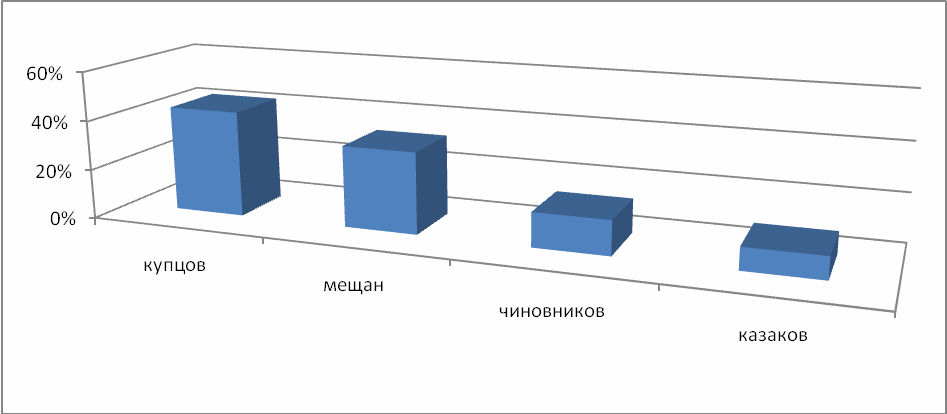 60%
40%
20%
0%
купцов
мещан
чиновников
казаков